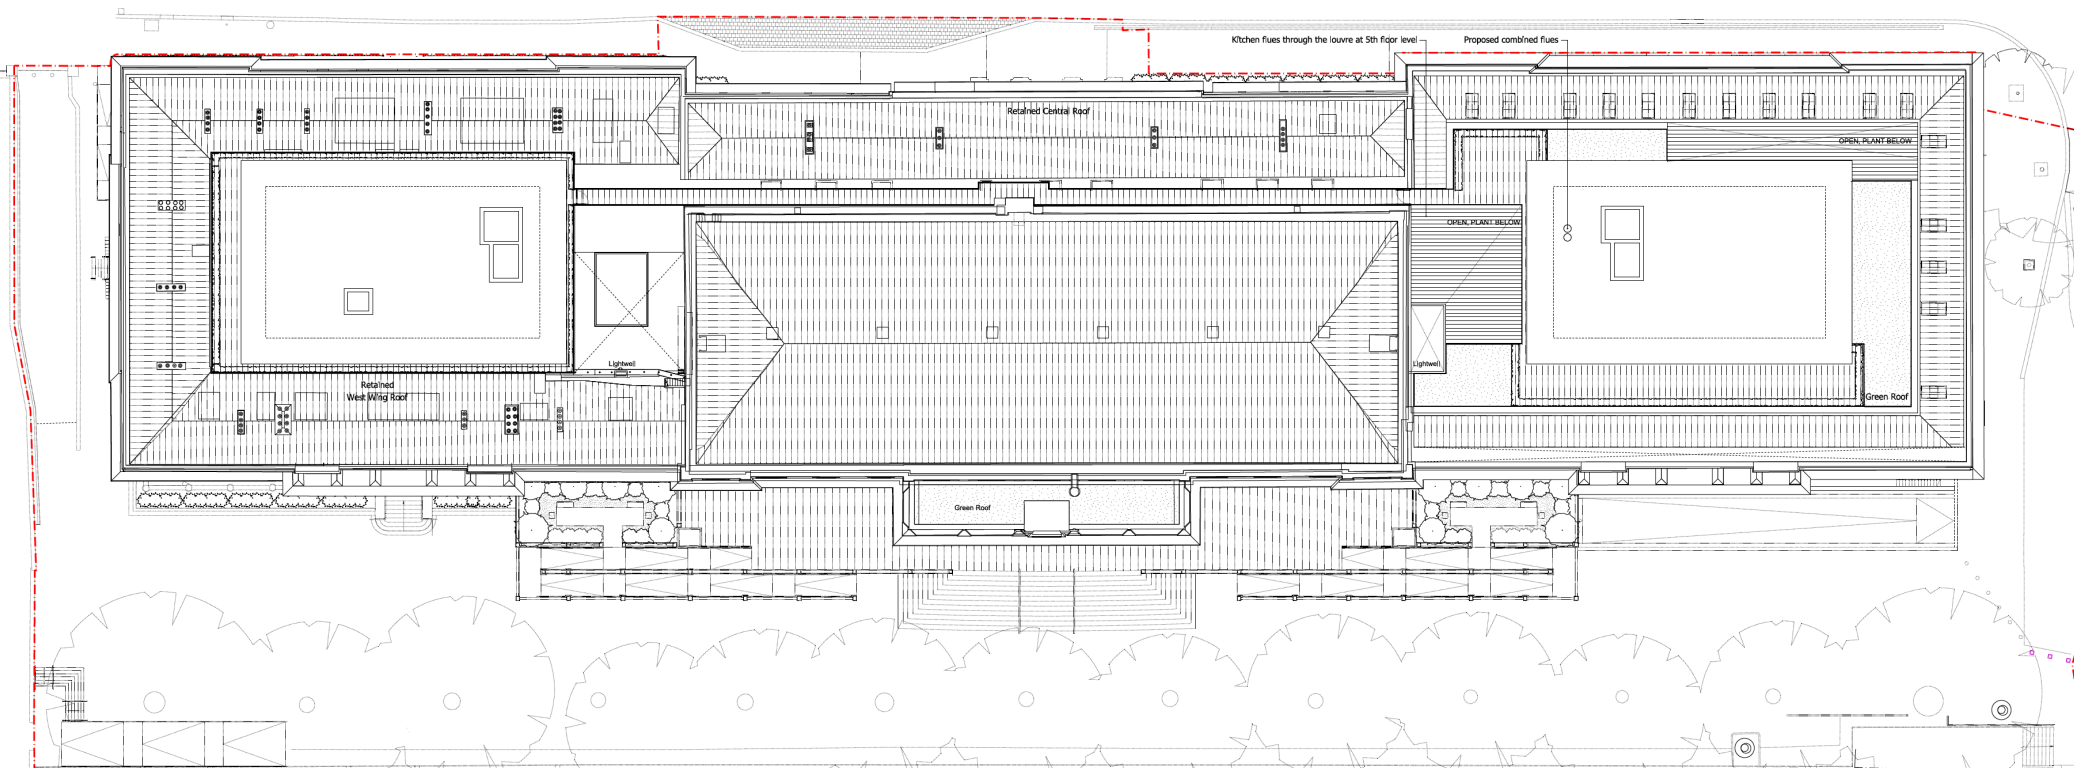 Kitchen flues through the louvre at 5th floor level
Proposed combined flues
Retained Central Roof
OPEN, PLANT BELOW
OPEN, PLANT BELOW
Lightwell
Lightwell
Retained
West Wing Roof
Green Roof
Green Roof